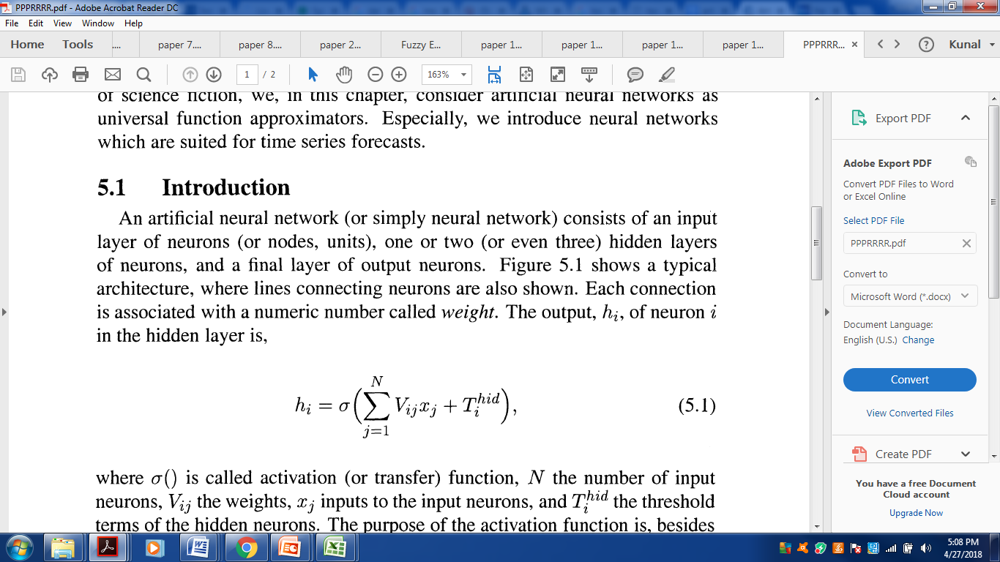 PPPRRRR.pdf - Adobe Acrobat Reader DC
File Edit View Window Help
Home Tools .... paper 7.... paper 8.... paper 2... Fuzzy E... paper 1... paper 1... paper 1... paper 1... PPPRRR... × Kunal
1 / 2 163%
of science fiction, we, in this chapter, consider artificial neural networks as
universal function approximators. Especially, we introduce neural networks
which are suited for time series forecasts.
5.1 Introduction
An artificial neural network (or simply neural network) consists of an input
layer of neurons (or nodes, units), one or two (or even three) hidden layers
of neurons, and a final layer of output neurons. Figure 5.1 shows a typical
architecture, where lines connecting neurons are also shown. Each connection
is associated with a numeric number called weight. The output, h_i, of neuron i
in the hidden layer is,
h_i = σ(∑_{j=1}^{N} V_{ij}x_j + T_i^{hid}), (5.1)
where σ() is called activation (or transfer) function, N the number of input
neurons, V_{ij} the weights, x_j inputs to the input neurons, and T_i^{hid} the threshold
terms of the hidden neurons. The purpose of the activation function is, besides
Export PDF
Adobe Export PDF
Convert PDF Files to Word
or Excel Online
Select PDF File
PPPRRRR.pdf
Convert to
Microsoft Word (*.docx)
Document Language:
English (U.S.) Change
Convert
View Converted Files
Create PDF
You have a free Document
Cloud account
Upgrade Now
5:08 PM
4/27/2018